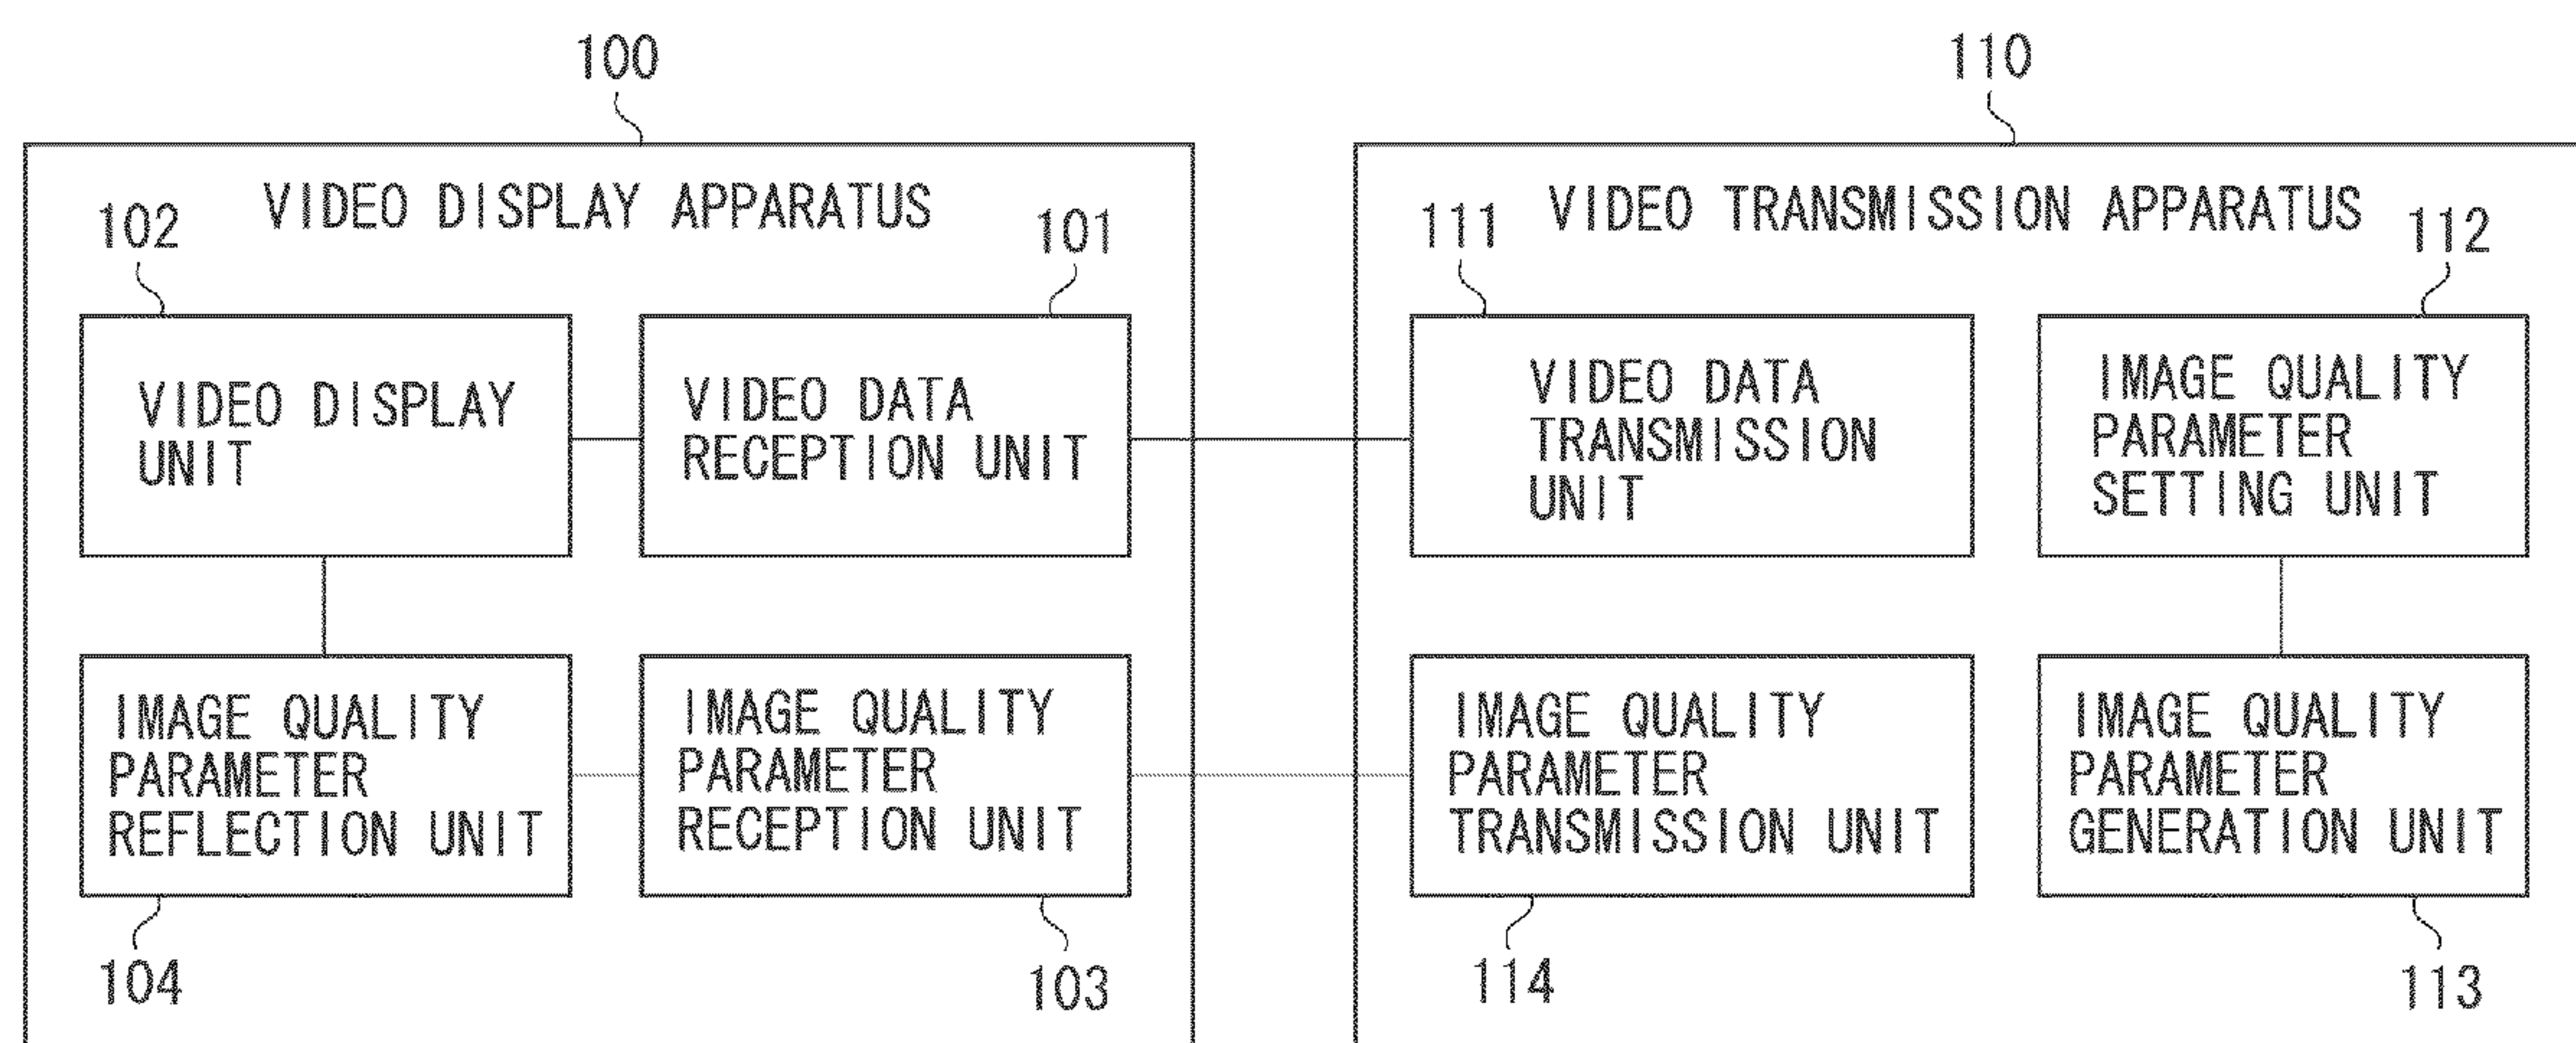 100
110
VIDEO DISPLAY APPARATUS
VIDEO TRANSMISSION APPARATUS
102
101
111
112
VIDEO DISPLAY
UNIT
VIDEO DATA
RECEPTION UNIT
VIDEO DATA
TRANSMISSION
UNIT
IMAGE QUALITY
PARAMETER
SETTING UNIT
IMAGE QUALITY
PARAMETER
REFLECTION UNIT
IMAGE QUALITY
PARAMETER
RECEPTION UNIT
IMAGE QUALITY
PARAMETER
TRANSMISSION UNIT
IMAGE QUALITY
PARAMETER
GENERATION UNIT
104
103
114
113